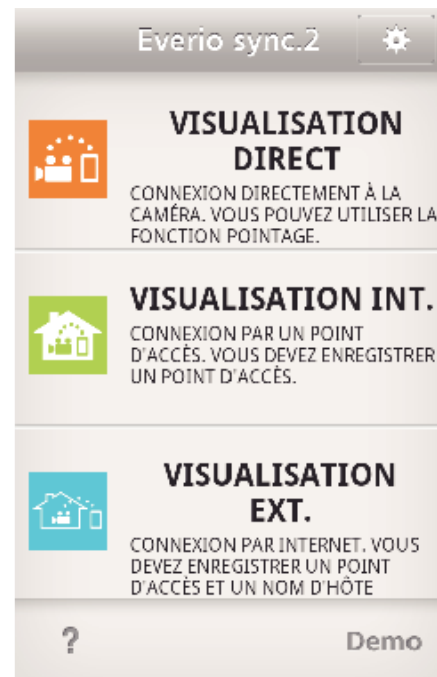 Everio sync.2
VISUALISATION
DIRECT
CONNEXION DIRECTEMENT À LA
CAMÉRA. VOUS POUVEZ UTILISER LA
FONCTION POINTAGE.
VISUALISATION INT.
CONNEXION PAR UN POINT
D'ACCÈS. VOUS DEVEZ ENREGISTRER
UN POINT D'ACCÈS.
VISUALISATION
EXT.
CONNEXION PAR INTERNET. VOUS
DEVEZ ENREGISTRER UN POINT
D'ACCÈS ET UN NOM D'HÔTE
? Demo